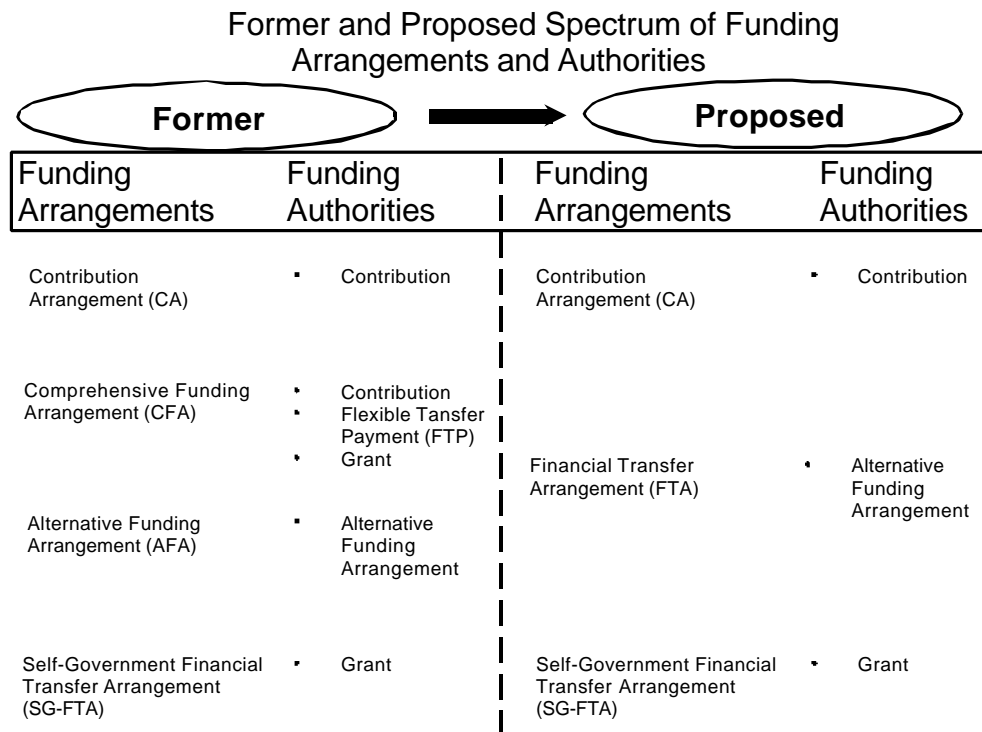 Former and Proposed Spectrum of Funding
Arrangements and Authorities
Former
Proposed
Funding
Arrangements
Funding
Authorities
Funding
Arrangements
Funding
Authorities
Contribution
Arrangement (CA)
▪ Contribution
Contribution
Arrangement (CA)
▪ Contribution
Comprehensive Funding
Arrangement (CFA)
▪ Contribution
▪ Flexible Tansfer
Payment (FTP)
▪ Grant
Financial Transfer
Arrangement (FTA)
▪ Alternative
Funding
Arrangement
Alternative Funding
Arrangement (AFA)
▪ Alternative
Funding
Arrangement
Self-Government Financial
Transfer Arrangement
(SG-FTA)
▪ Grant
Self-Government Financial
Transfer Arrangement
(SG-FTA)
▪ Grant